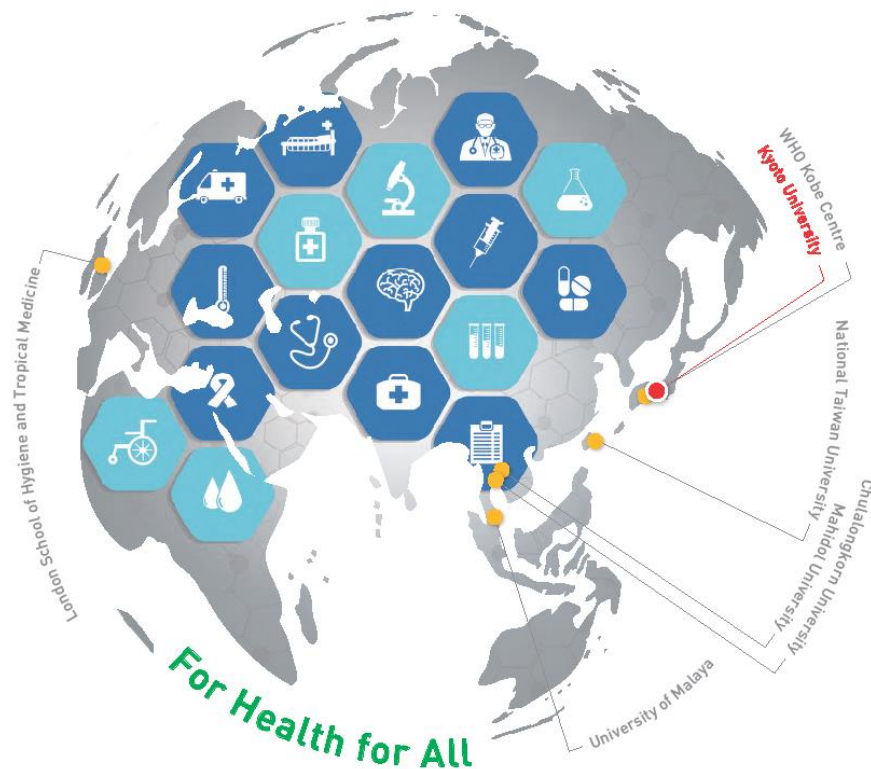 WHO Kobe Centre
Kyoto University
London School of Hygiene and Tropical Medicine
National Taiwan University
Chulalongkorn University
Mahidol University
University of Malaya
For Health for All